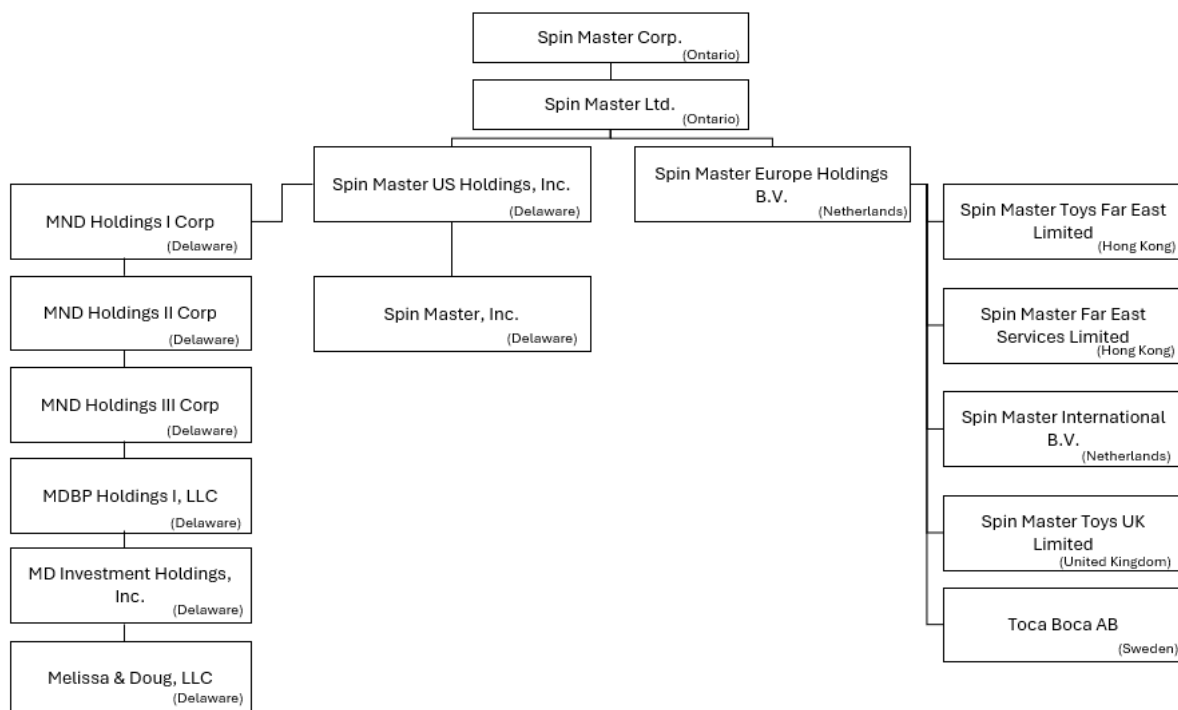 Spin Master Corp.
(Ontario)
Spin Master Ltd.
(Ontario)
Spin Master US Holdings, Inc.
(Delaware)
Spin Master Europe Holdings
B.V.
(Netherlands)
MND Holdings I Corp
(Delaware)
MND Holdings II Corp
(Delaware)
MND Holdings III Corp
(Delaware)
MDBP Holdings I, LLC
(Delaware)
MD Investment Holdings,
Inc.
(Delaware)
Melissa & Doug, LLC
(Delaware)
Spin Master, Inc.
(Delaware)
Spin Master Toys Far East
Limited
(Hong Kong)
Spin Master Far East
Services Limited
(Hong Kong)
Spin Master International
B.V.
(Netherlands)
Spin Master Toys UK
Limited
(United Kingdom)
Toca Boca AB
(Sweden)